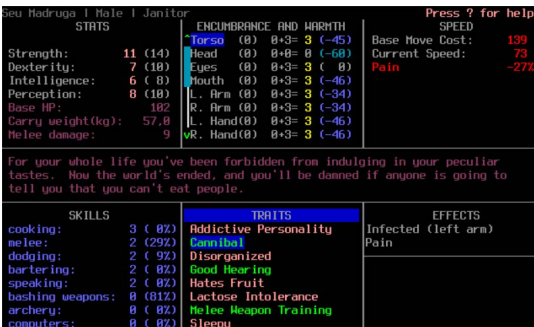 Seu Madruga | Male | Janitor Press ? for help
STATS
Strength: 11 (14)
Dexterity: 7 (10)
Intelligence: 6 ( 8)
Perception: 8 (10)
Base HP: 102
Carry weight(kg): 57,0
Melee damage: 9
ENCUMBRANCE AND WARMTH
Torso (0) 0+3= 3 (-45)
Head (0) 0+0= 0 (-60)
Eyes (0) 0+3= 3 ( 0)
Mouth (0) 0+3= 3 (-46)
L. Arm (0) 0+3= 3 (-34)
R. Arm (0) 0+3= 3 (-34)
L. Hand(0) 0+3= 3 (-46)
vR. Hand(0) 0+3= 3 (-46)
SPEED
Base Move Cost: 139
Current Speed: 73
Pain -27%
For your whole life you've been forbidden from indulging in your peculiar
tastes. Now the world's ended, and you'll be damned if anyone is going to
tell you that you can't eat people.
SKILLS
cooking: 3 ( 0%)
melee: 2 (29%)
dodging: 2 ( 9%)
bartering: 2 ( 0%)
speaking: 2 ( 0%)
bashing weapons: 0 (81%)
archery: 0 ( 0%)
computers: 0 ( 0%)
TRAITS
Addictive Personality
Cannibal
Disorganized
Good Hearing
Hates Fruit
Lactose Intolerance
Melee Weapon Training
Sleepy
EFFECTS
Infected (left arm)
Pain